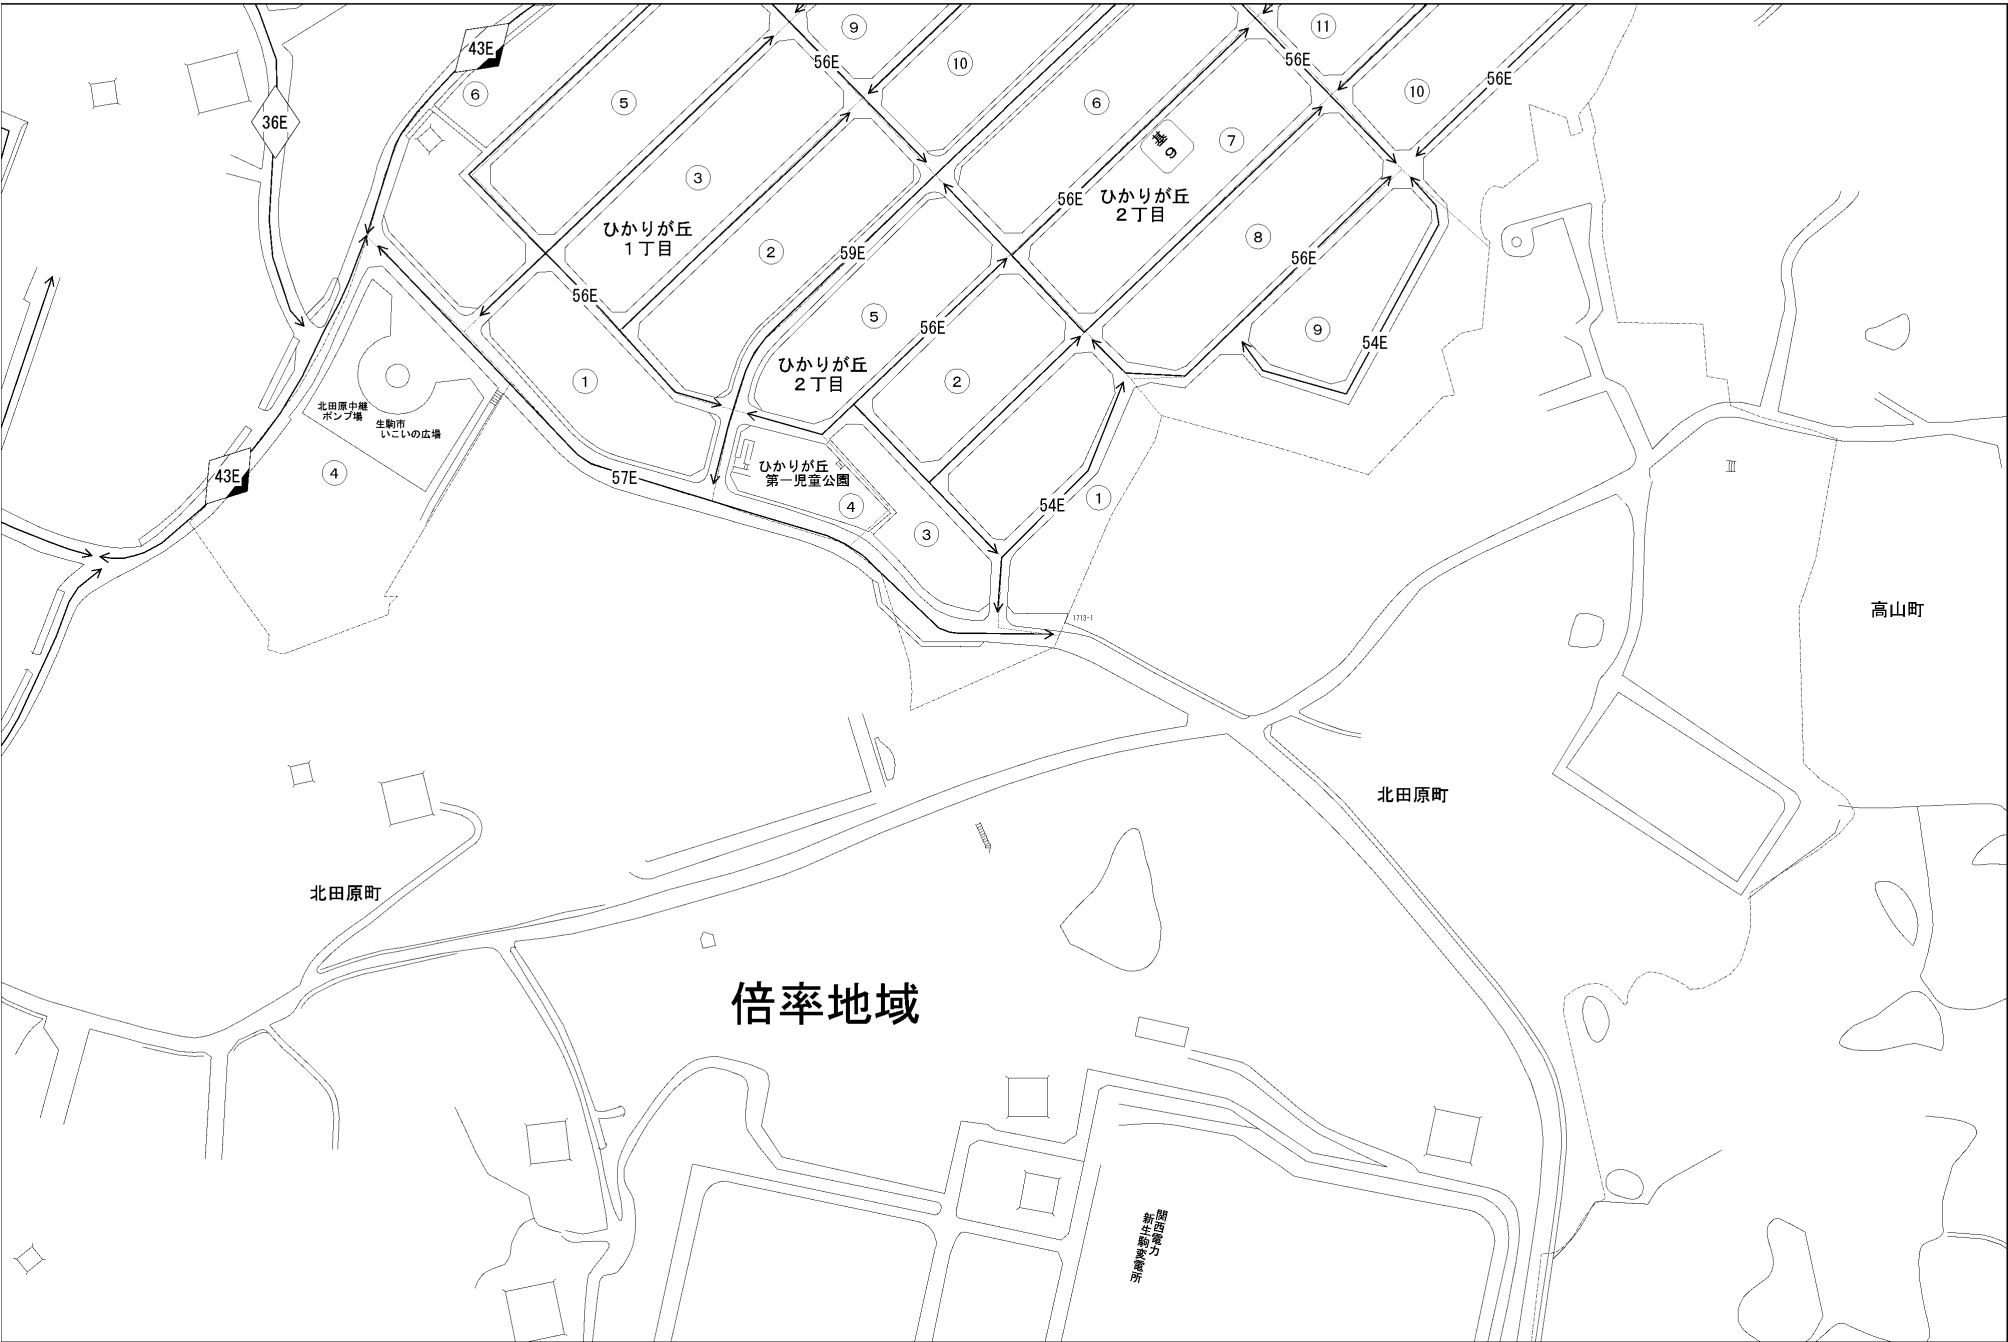 ⑨
⑪
43E
56E
56E
⑩
56E
⑥
⑤
⑥
⑩
36E
基
9
⑦
③
56E
ひかりが丘
2丁目
ひかりが丘
1丁目
②
59E
⑧
56E
56E
⑤
56E
⑨
54E
ひかりが丘
2丁目
①
②
北田原中継
ポンプ場
生駒市
いこいの広場
43E
④
57E
ひかりが丘
第一児童公園
④
54E
①
③
1713-1
高山町
北田原町
北田原町
倍率地域
関西電力
新生駒変電所